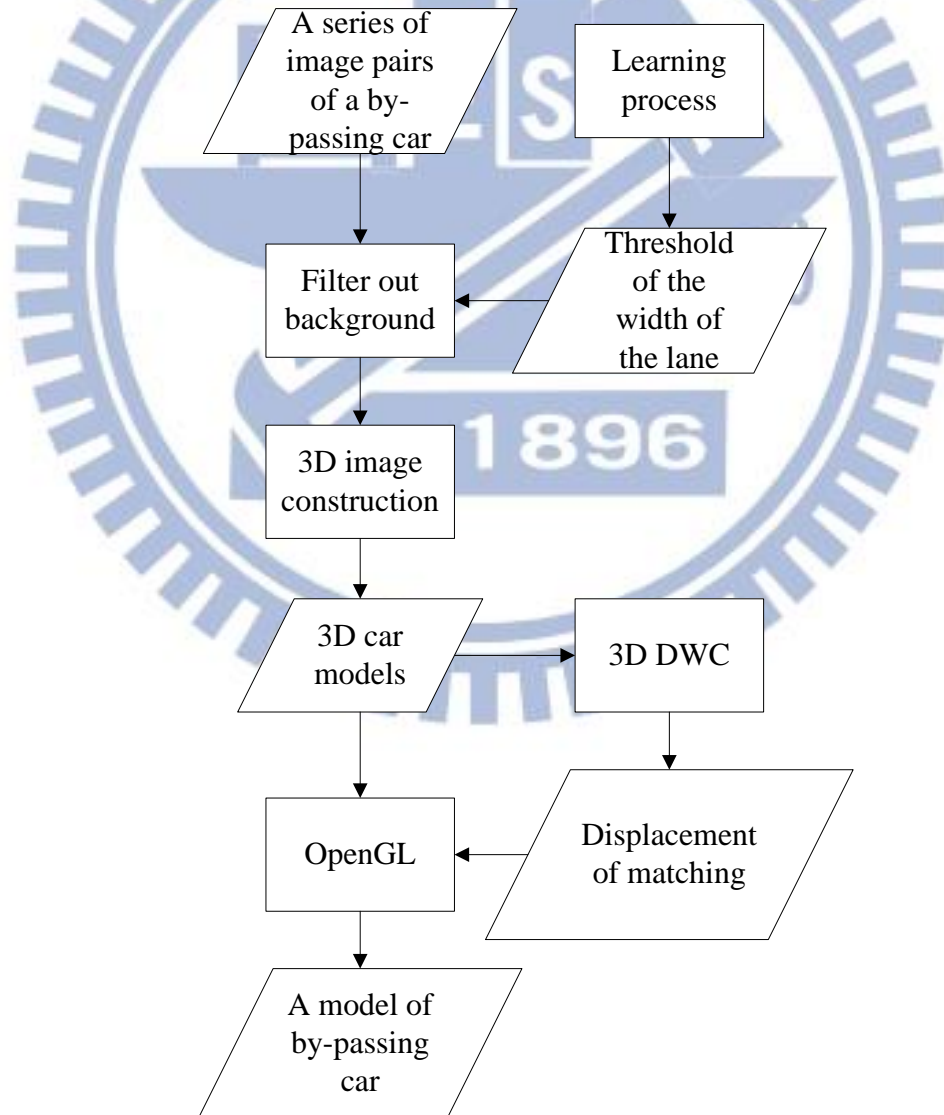 A series of
image pairs
of a by-
passing car
Learning
process
Filter out
background
Threshold
of the
width of
the lane
1896
3D image
construction
3D car
models
3D DWC
OpenGL
Displacement
of matching
A model of
by-passing
car